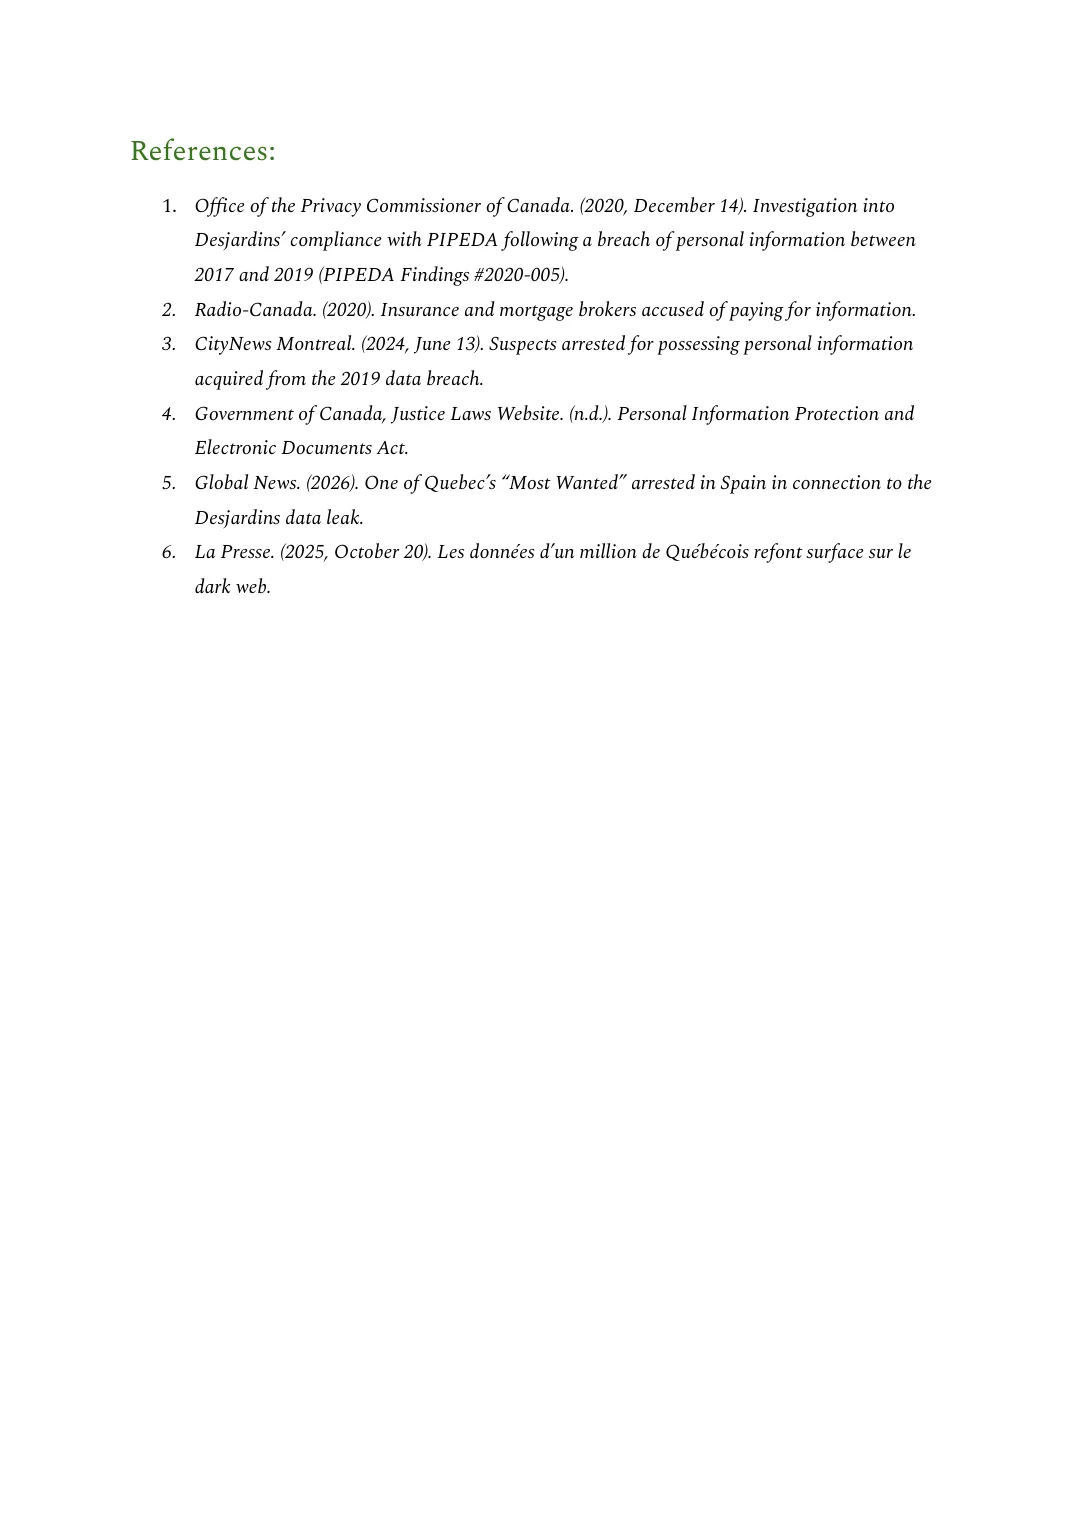 References:
1. Office of the Privacy Commissioner of Canada. (2020, December 14). Investigation into
Desjardins’ compliance with PIPEDA following a breach of personal information between
2017 and 2019 (PIPEDA Findings #2020-005).
2. Radio-Canada. (2020). Insurance and mortgage brokers accused of paying for information.
3. CityNews Montreal. (2024, June 13). Suspects arrested for possessing personal information
acquired from the 2019 data breach.
4. Government of Canada, Justice Laws Website. (n.d.). Personal Information Protection and
Electronic Documents Act.
5. Global News. (2026). One of Quebec’s “Most Wanted” arrested in Spain in connection to the
Desjardins data leak.
6. La Presse. (2025, October 20). Les données d’un million de Québécois refont surface sur le
dark web.